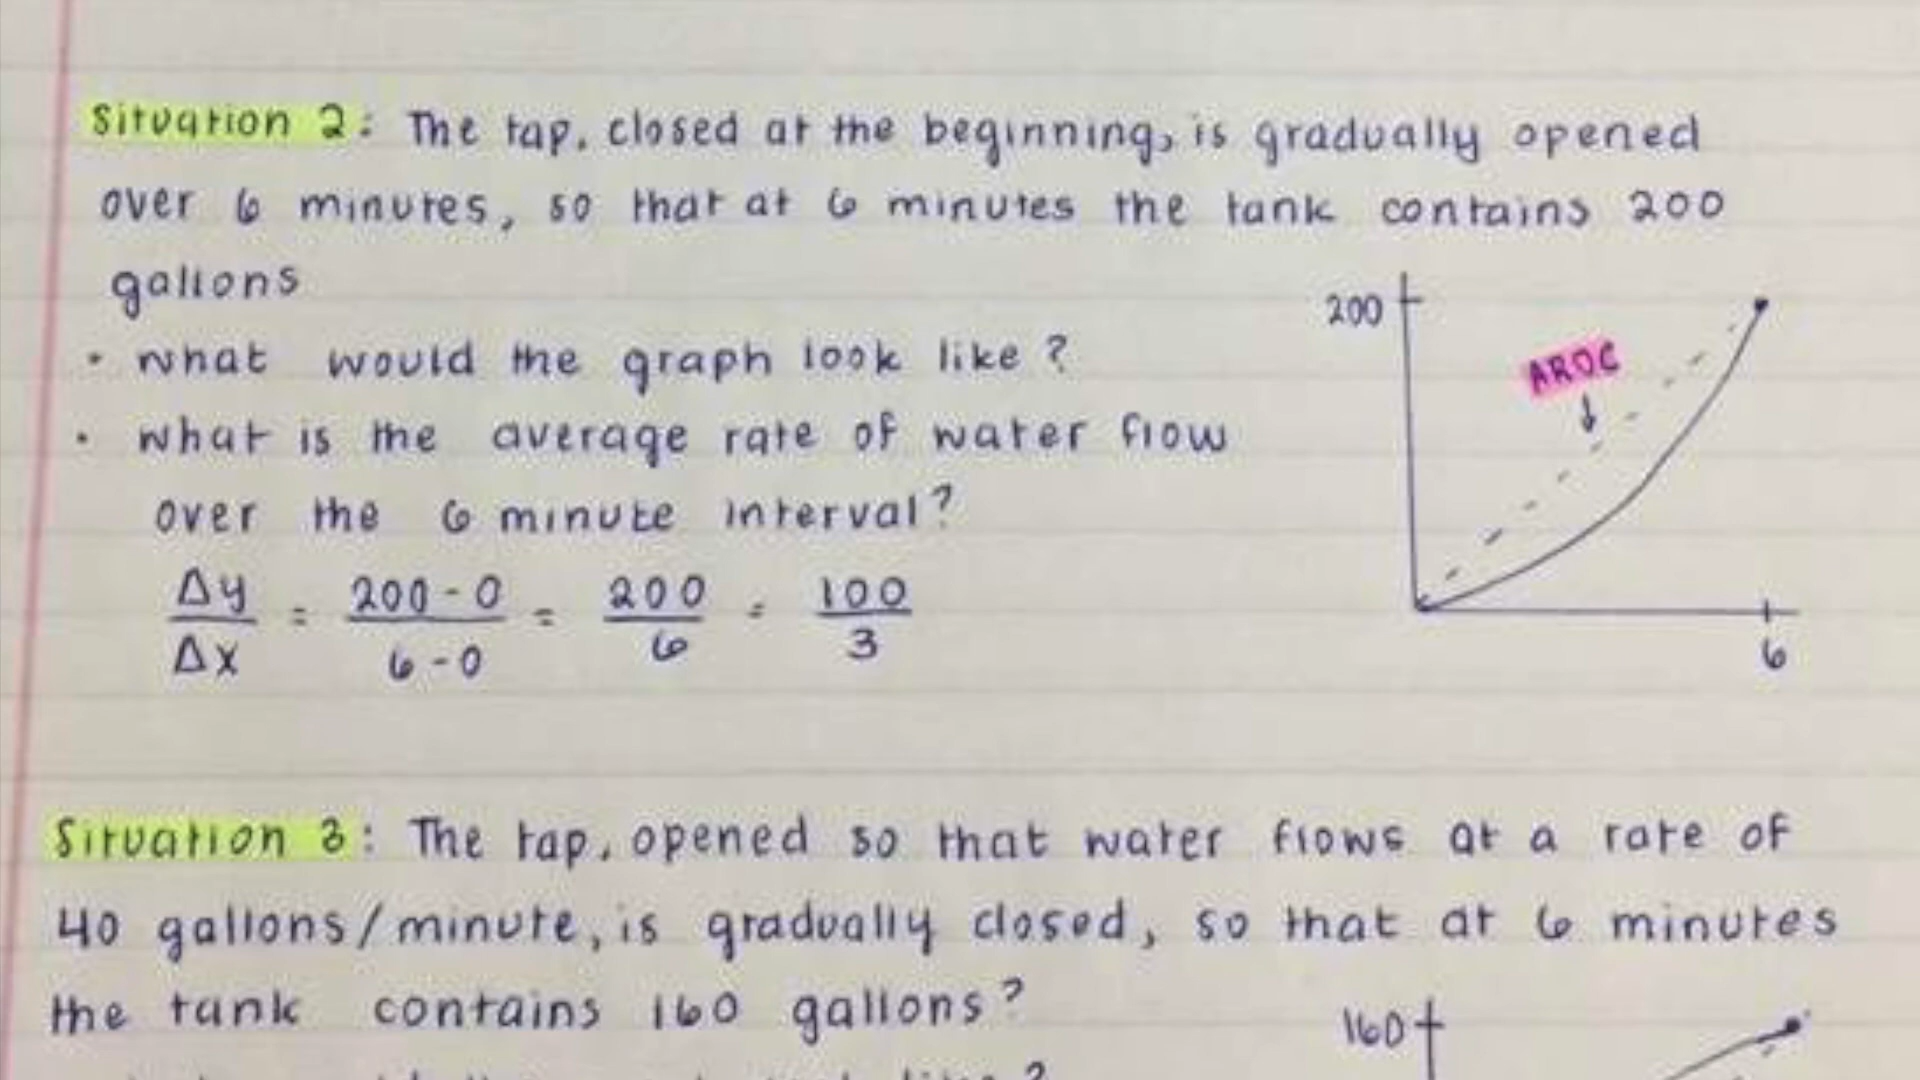 Situation 2: The tap, closed at the beginning, is gradually opened
over 6 minutes, so that at 6 minutes the tank contains 200
gallons
• what would the graph look like?
• what is the average rate of water flow
over the 6 minute interval?
Δy/Δx = 200-0/6-0 = 200/6 = 100/3
200
AROC
6
Situation 3: The tap, opened so that water flows at a rate of
40 gallons/minute, is gradually closed, so that at 6 minutes
the tank contains 160 gallons?
160